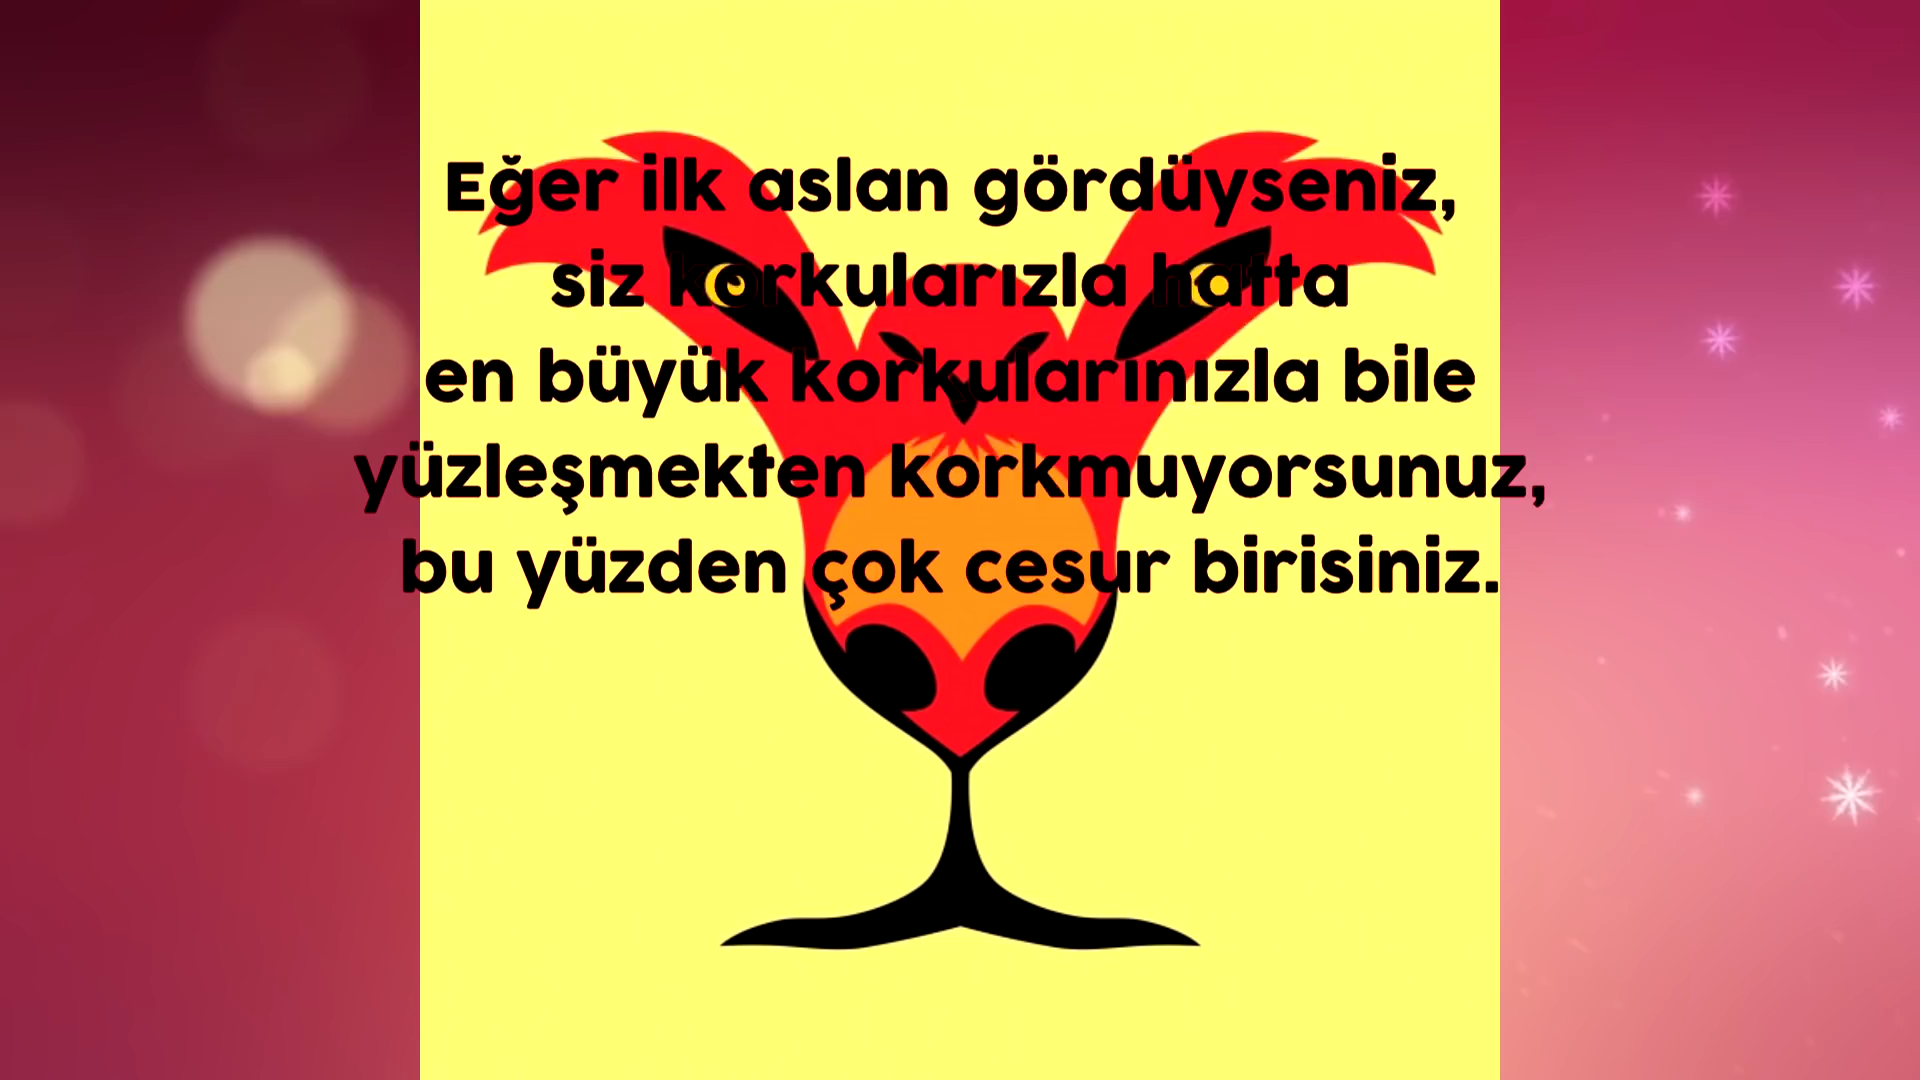 Eğer ilk aslan gördüyseniz,
siz korkularızla hatta
en büyük korkularınızla bile
yüzleşmekten korkmuyorsunuz,
bu yüzden çok cesur birisiniz.